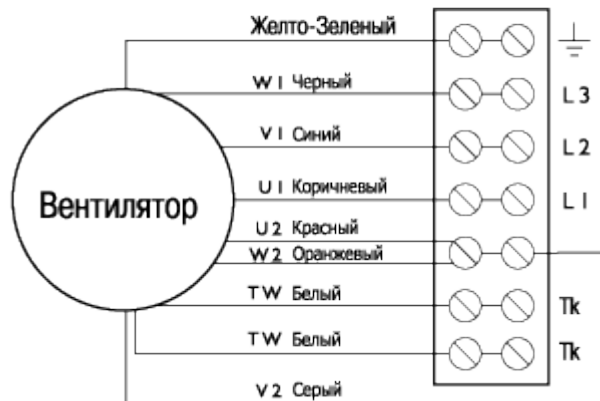 Желто-Зеленый
W1 Черный L3
V1 Синий L2
U1 Коричневый L1
Вентилятор
U2 Красный
W2 Оранжевый
TW Белый Tk
TW Белый Tk
V2 Серый